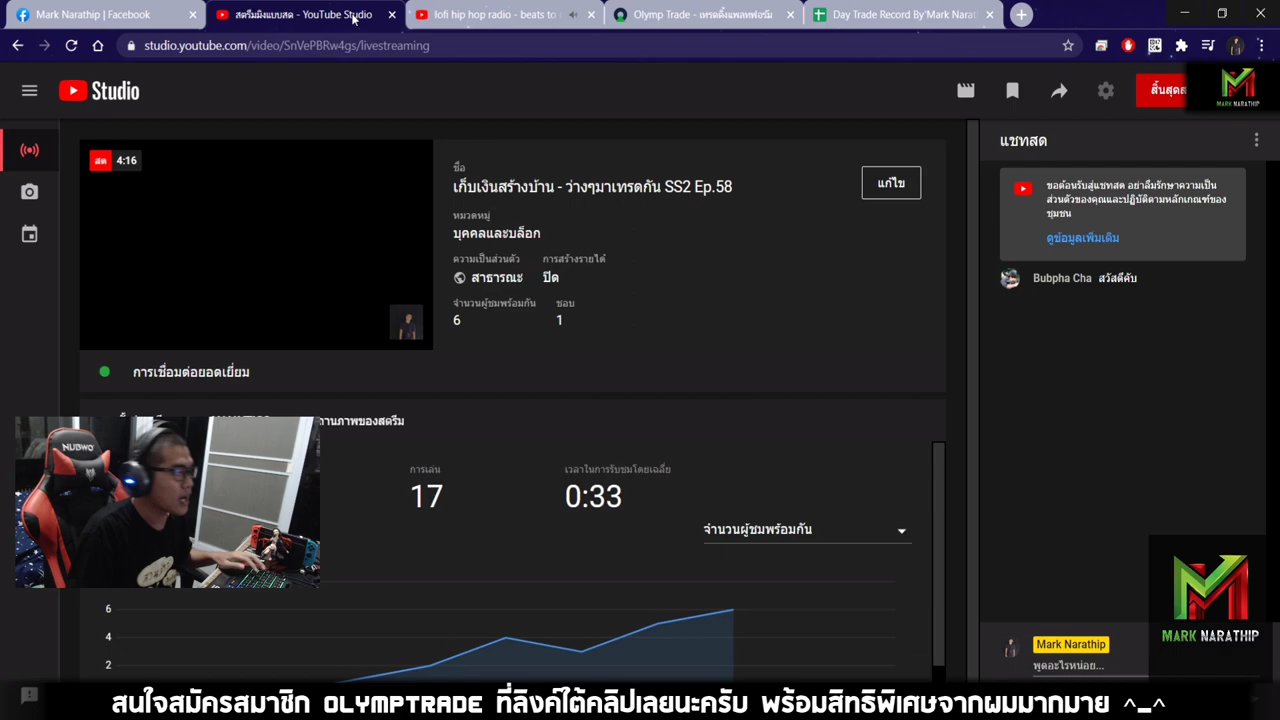 Mark Narathip | Facebook
สตรีมมิงแบบสด - YouTube Studio
lofi hip hop radio - beats to
Olymp Trade - เทรดดิ้งแพลทฟอร์ม
Day Trade Record By Mark Narat
studio.youtube.com/video/SnVePBRw4gs/livestreaming
Studio
สิ้นสุดส
MARK NARATHIP
สด 4:16
ชื่อ
เก็บเงินสร้างบ้าน - ว่างๆมาเทรดกัน SS2 Ep.58
แก้ไข
หมวดหมู่
บุคคลและบล็อก
ความเป็นส่วนตัว การสร้างรายได้
สาธารณะ ปิด
จำนวนผู้ชมพร้อมกัน ชอบ
6 1
การเชื่อมต่อยอดเยี่ยม
แชทสด
ขอต้อนรับสู่แชทสด อย่าลืมรักษาความเป็น
ส่วนตัวของคุณและปฏิบัติตามหลักเกณฑ์ของ
ชุมชน
ดูข้อมูลเพิ่มเติม
Bubpha Cha สวัสดีคับ
านภาพของสตรีม
การเล่น
17
เวลาในการรับชมโดยเฉลี่ย
0:33
จำนวนผู้ชมพร้อมกัน
6
4
2
NUBWO
Mark Narathip
พูดอะไรหน่อย...
MARK NARATHIP
สนใจสมัครสมาชิก OLYMPTRADE ที่ลิงค์ใต้คลิปเลยนะครับ พร้อมสิทธิพิเศษจากผมมากมาย ^_^